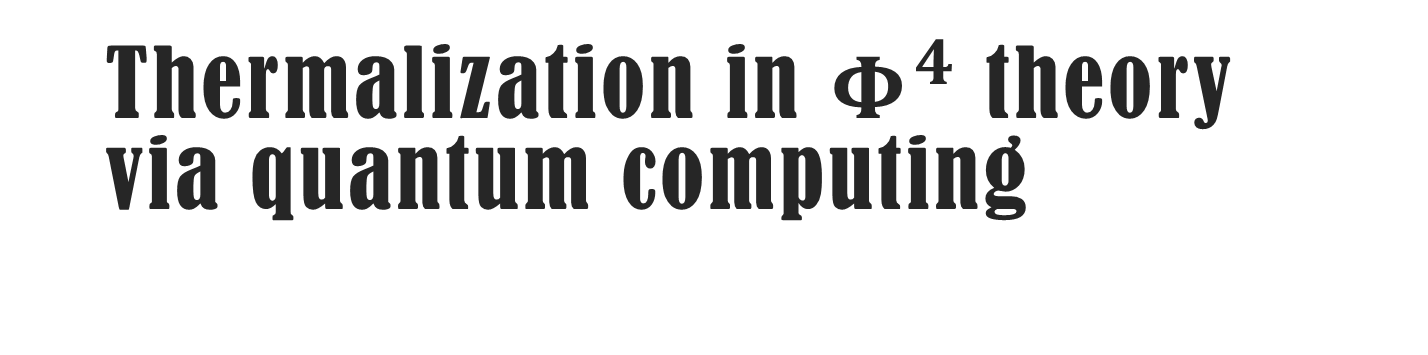 Thermalization in Φ⁴ theory
via quantum computing